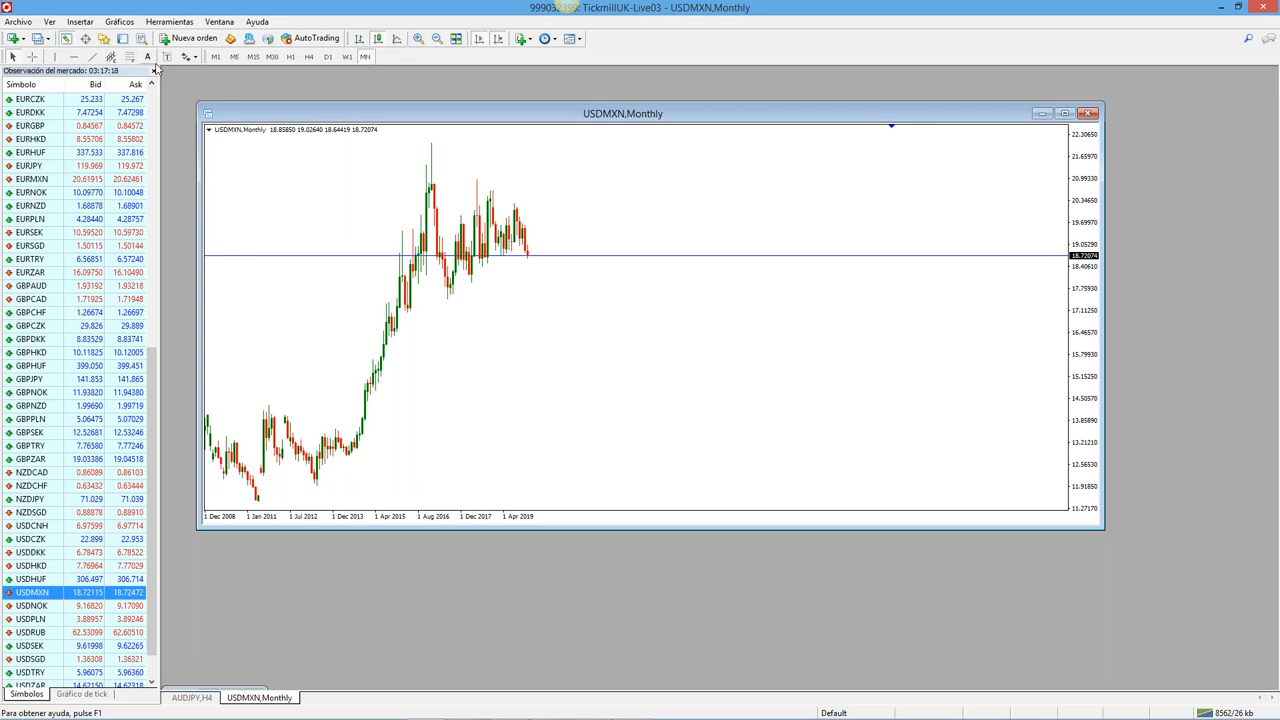 999032595: TickmillUK-Live03 - USDMXN,Monthly
Archivo Ver Insertar Gráficos Herramientas Ventana Ayuda
Nueva orden AutoTrading
A T M1 M5 M15 M30 H1 H4 D1 W1 MN
Observación del mercado: 03:17:18
Símbolo Bid Ask
EURCZK 25.233 25.267
EURDKK 7.47254 7.47298
EURGBP 0.84567 0.84572
EURHKD 8.55706 8.55802
EURHUF 337.533 337.816
EURJPY 119.969 119.972
EURMXN 20.61915 20.62461
EURNOK 10.09770 10.10048
EURNZD 1.68878 1.68901
EURPLN 4.28440 4.28757
EURSEK 10.59520 10.59730
EURSGD 1.50115 1.50144
EURTRY 6.56851 6.57240
EURZAR 16.09750 16.10490
GBPAUD 1.93192 1.93218
GBPCAD 1.71925 1.71948
GBPCHF 1.26674 1.26697
GBPCZK 29.826 29.889
GBPDKK 8.83529 8.83741
GBPHKD 10.11825 10.12005
GBPHUF 399.050 399.451
GBPJPY 141.853 141.865
GBPNOK 11.93820 11.94380
GBPNZD 1.99690 1.99719
GBPPLN 5.06475 5.07029
GBPSEK 12.52681 12.53246
GBPTRY 7.76580 7.77246
GBPZAR 19.03386 19.04518
NZDCAD 0.86089 0.86103
NZDCHF 0.63432 0.63444
NZDJPY 71.029 71.039
NZDSGD 0.88878 0.88910
USDCNH 6.97599 6.97714
USDCZK 22.899 22.953
USDDKK 6.78473 6.78522
USDHKD 7.76964 7.77029
USDHUF 306.497 306.714
USDMXN 18.72115 18.72472
USDNOK 9.16820 9.17090
USDPLN 3.88957 3.89246
USDRUB 62.53099 62.60510
USDSEK 9.61998 9.62265
USDSGD 1.36308 1.36321
USDTRY 5.96075 5.96360
USDZAR 14.62150 14.62318
Símbolos Gráfico de tick
USDMXN,Monthly
USDMXN,Monthly 18.85850 19.02640 18.64419 18.72074
22.30650
21.65970
20.99330
20.34650
19.69970
19.05290
18.72074
18.40610
17.75930
17.11250
16.46570
15.79930
15.15250
14.50570
13.85890
13.21210
12.56530
11.91850
11.27170
1 Dec 2008 1 Jan 2011 1 Jul 2012 1 Dec 2013 1 Apr 2015 1 Aug 2016 1 Dec 2017 1 Apr 2019
AUDJPY,H4 USDMXN,Monthly
Para obtener ayuda, pulse F1 Default 8562/26 kb